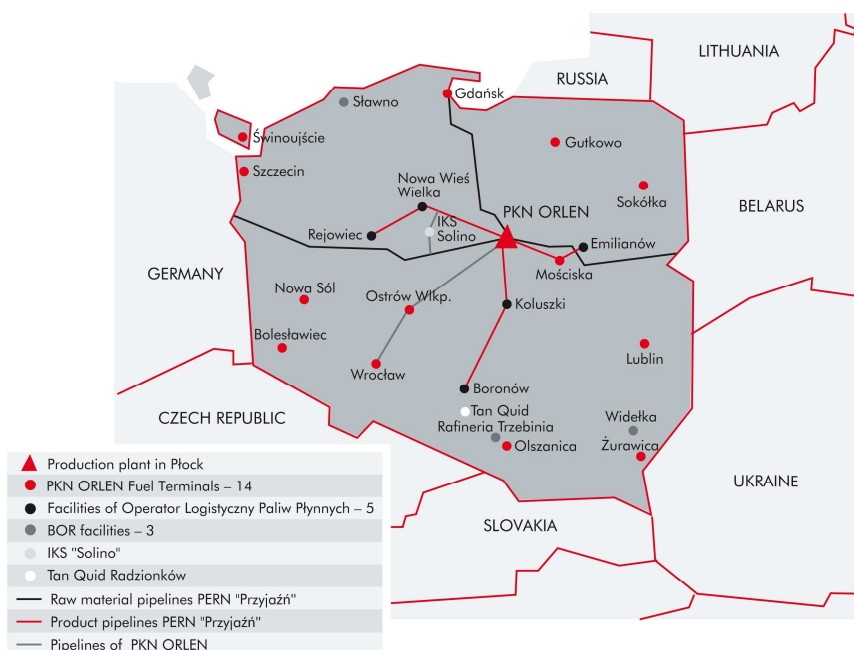 LITHUANIA
RUSSIA
Gdańsk
Sławno
Świnoujście
Gutkowo
Szczecin
Nowa Wieś
Wielka
Sokółka
PKN ORLEN
BELARUS
IKS
Solino
Rejowiec
Emilianów
Mościska
GERMANY
Nowa Sól
Ostrów Wlkp.
Koluszki
Bolesławiec
Lublin
Wrocław
Boronów
CZECH REPUBLIC
Tan Quid
Rafineria Trzebinia
Widełka
Olszanica
Żurawica
UKRAINE
SLOVAKIA
Production plant in Płock
PKN ORLEN Fuel Terminals – 14
Facilities of Operator Logistyczny Paliw Płynnych – 5
BOR facilities – 3
IKS "Solino"
Tan Quid Radzionków
Raw material pipelines PERN "Przyjaźń"
Product pipelines PERN "Przyjaźń"
Pipelines of PKN ORLEN